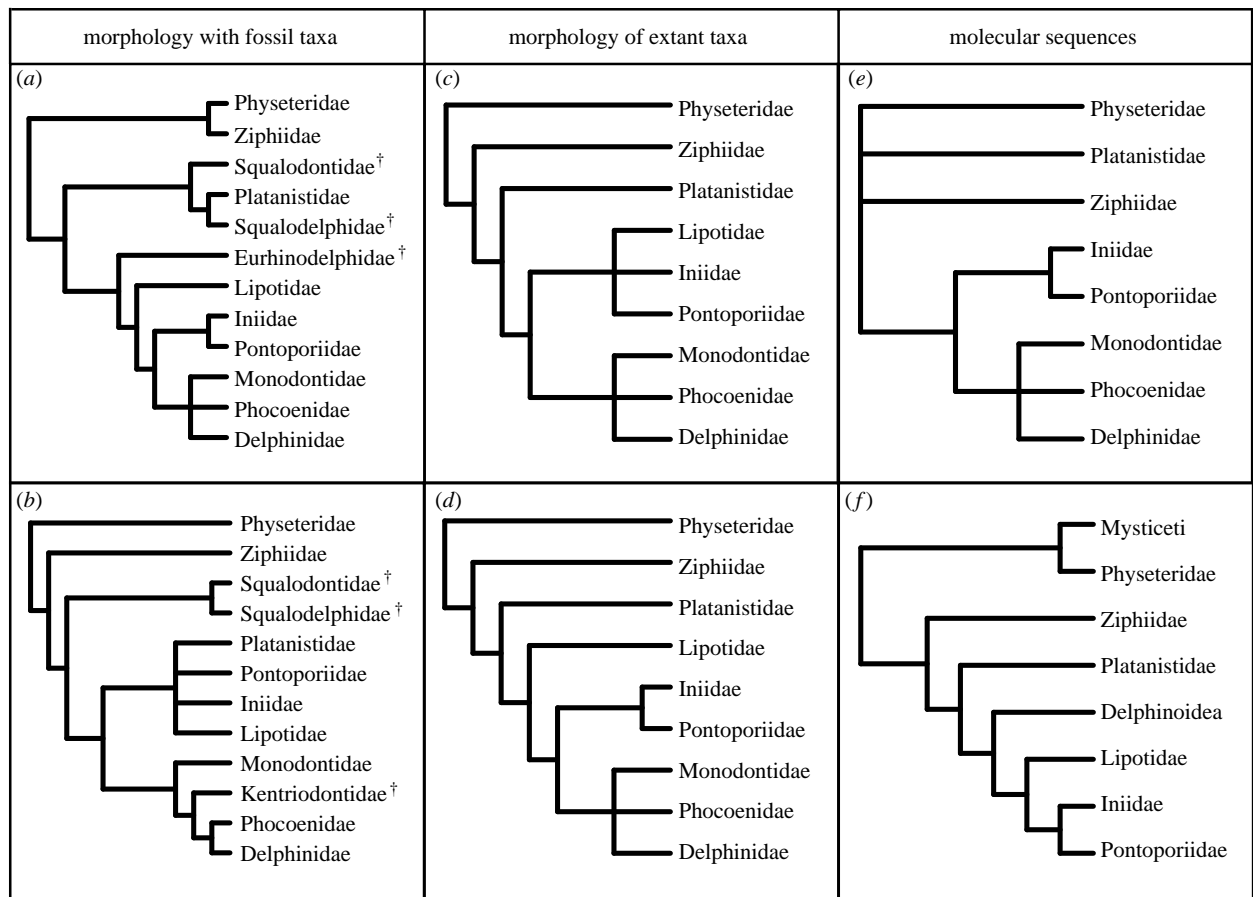 morphology with fossil taxa
morphology of extant taxa
molecular sequences
(a)
Physeteridae
Ziphiidae
Squalodontidae†
Platanistidae
Squalodelphidae†
Eurhinodelphidae†
Lipotidae
Iniidae
Pontoporiidae
Monodontidae
Phocoenidae
Delphinidae
(c)
Physeteridae
Ziphiidae
Platanistidae
Lipotidae
Iniidae
Pontoporiidae
Monodontidae
Phocoenidae
Delphinidae
(e)
Physeteridae
Platanistidae
Ziphiidae
Iniidae
Pontoporiidae
Monodontidae
Phocoenidae
Delphinidae
(b)
Physeteridae
Ziphiidae
Squalodontidae†
Squalodelphidae†
Platanistidae
Pontoporiidae
Iniidae
Lipotidae
Monodontidae
Kentriodontidae†
Phocoenidae
Delphinidae
(d)
Physeteridae
Ziphiidae
Platanistidae
Lipotidae
Iniidae
Pontoporiidae
Monodontidae
Phocoenidae
Delphinidae
(f)
Mysticeti
Physeteridae
Ziphiidae
Platanistidae
Delphinoidea
Lipotidae
Iniidae
Pontoporiidae